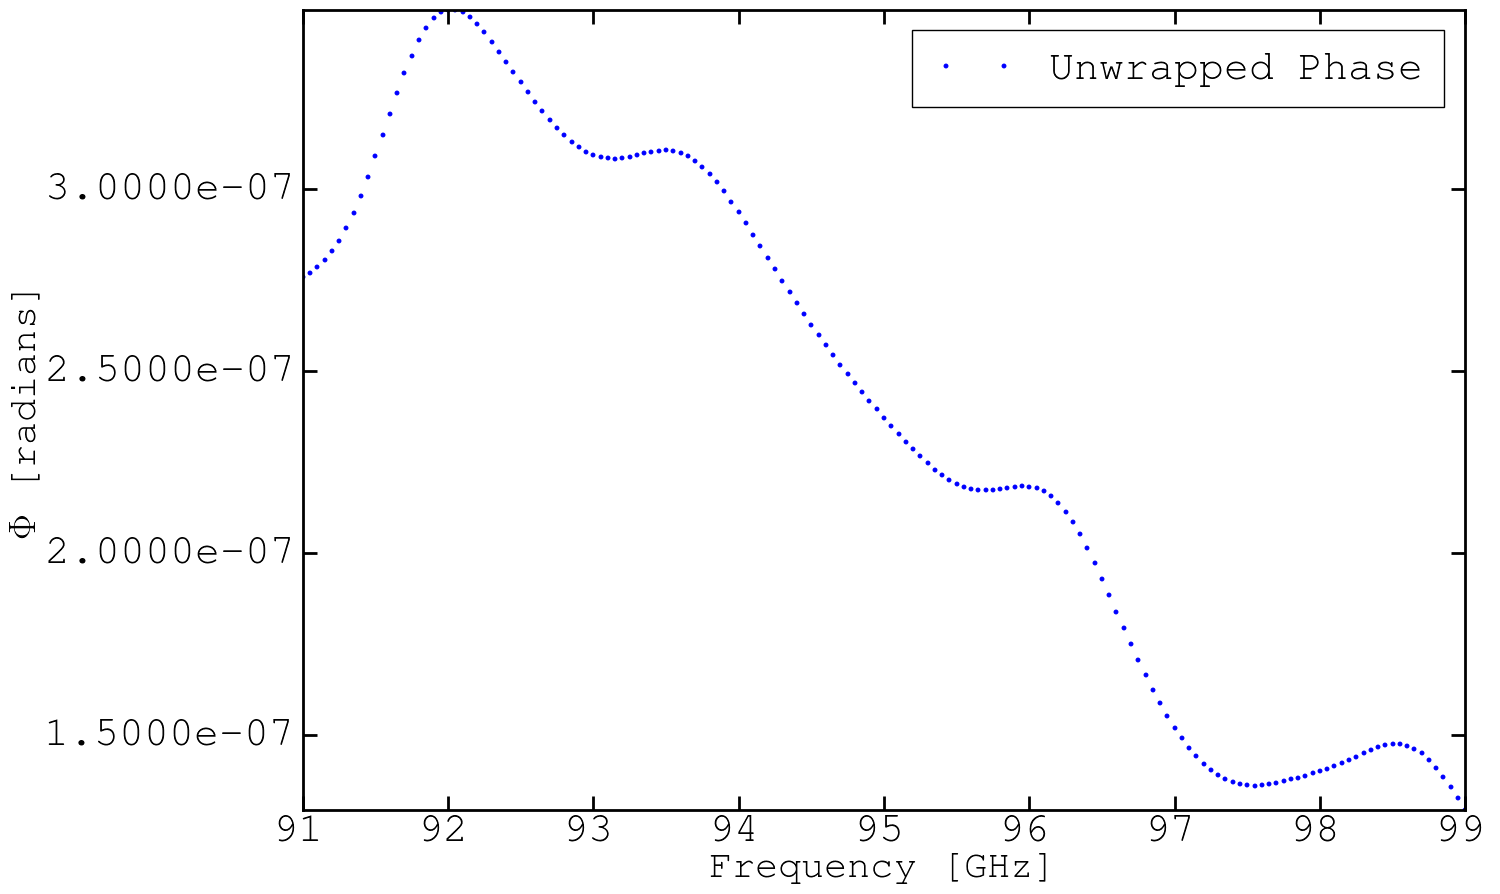 Unwrapped Phase
3.0000e−07
2.5000e−07
2.0000e−07
1.5000e−07
Φ [radians]
91 92 93 94 95 96 97 98 99
Frequency [GHz]